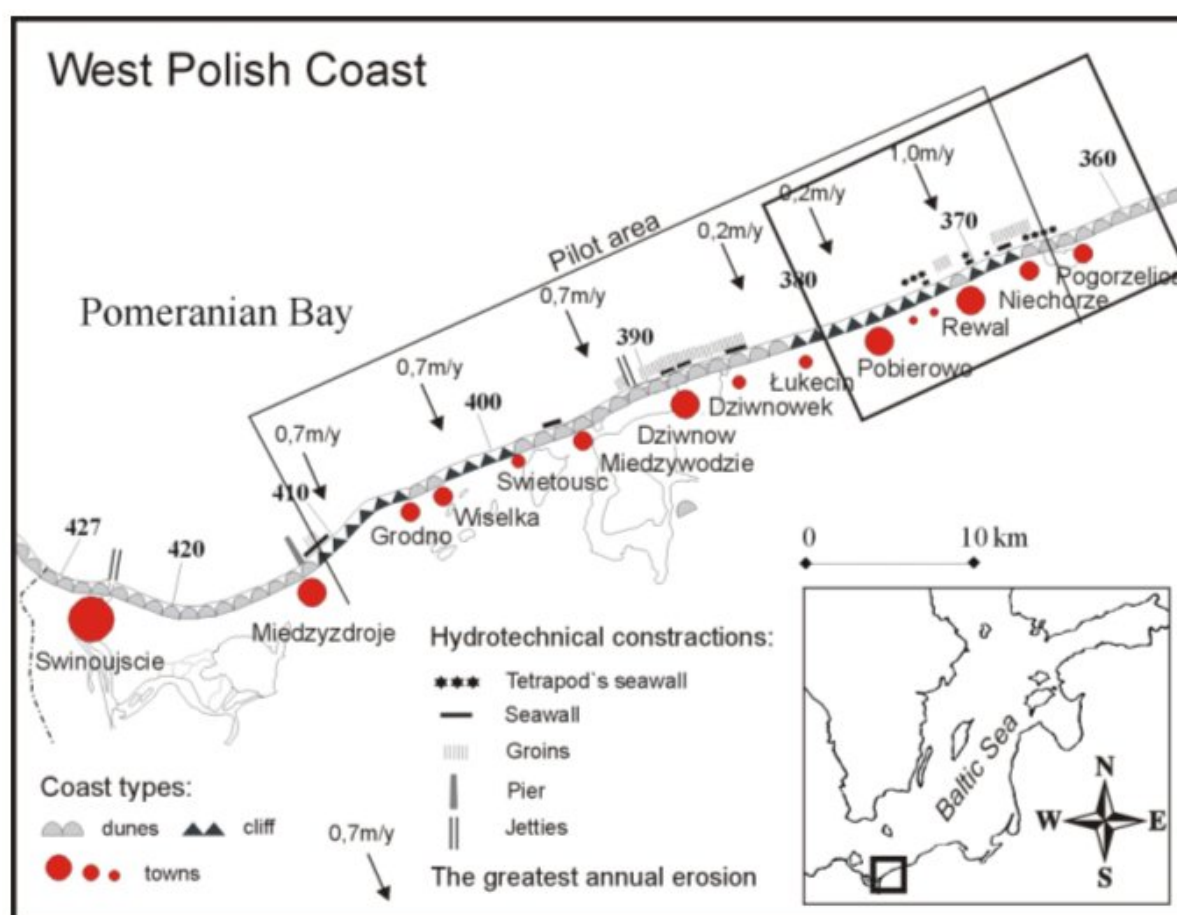 West Polish Coast
1,0m/y
360
0,2m/y
370
0,2m/y
Pilot area
380
Pogorzelica
Niechorze
0,7m/y
Rewal
Pomeranian Bay
390
Pobierowo
0,7m/y
Łukecin
400
Dziwnowek
0,7m/y
Dziwnow
Miedzywodzie
Swietousc
410
Wiselka
Grodno
427
420
0
10 km
Miedzyzdroje
Swinoujscie
Hydrotechnical constractions:
Tetrapod`s seawall
Seawall
Groins
Pier
Jetties
The greatest annual erosion
Coast types:
dunes
cliff
towns
0,7m/y
Baltic Sea
N
W
E
S